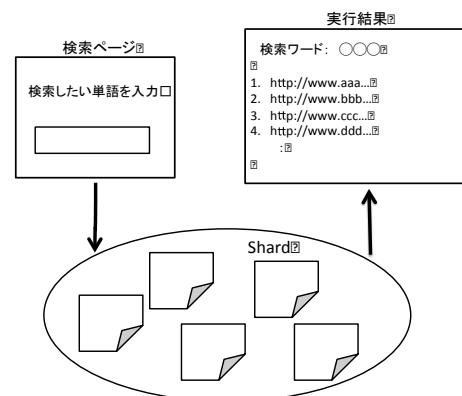 検索ページ
検索したい単語を入力
実行結果
検索ワード: ○○○
1. http://www.aaa...
2. http://www.bbb...
3. http://www.ccc...
4. http://www.ddd...
:
Shard